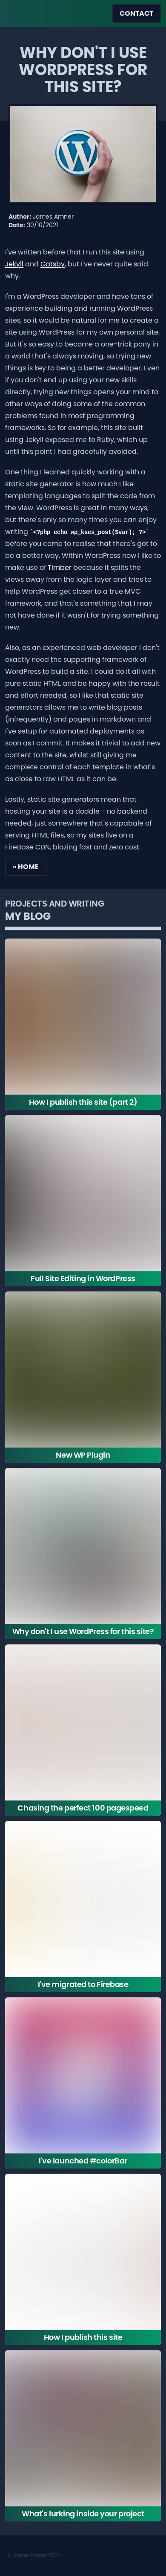 CONTACT
WHY DON'T I USE
WORDPRESS FOR
THIS SITE?
Author: James Amner
Date: 30/10/2021
I've written before that I run this site using
Jekyll and Gatsby, but I've never quite said
why.
I'm a WordPress developer and have tons of
experience building and running WordPress
sites, so it would be natural for me to create a
site using WordPress for my own personal site.
But it's so easy to become a one-trick pony in
a world that's always moving, so trying new
things is key to being a better developer. Even
if you don't end up using your new skills
directly, trying new things opens your mind to
other ways of doing some of the common
problems that exist in most programming
frameworks. So for example, this site built
using Jekyll exposed me to Ruby, which up
until this point I had gracefully avoided.
One thing I learned quickly working with a
static site generator is how much I like
templating languages to split the code from
the view. WordPress is great in many ways,
but there's only so many times you can enjoy
writing `<?php echo wp_kses_post($var); ?>`
before you come to realise that there's got to
be a better way. Within WordPress now I like to
make use of Timber because it splits the
views away from the logic layer and tries to
help WordPress get closer to a true MVC
framework, and that's something that I may
not have done if it wasn't for trying something
new.
Also, as an experienced web developer I don't
exactly need the supporting framework of
WordPress to build a site. I could do it all with
pure static HTML and be happy with the result
and effort needed, so I like that static site
generators allows me to write blog posts
(infrequently) and pages in markdown and
I've setup for automated deployments as
soon as I commit. It makes it trivial to add new
content to the site, whilst still giving me
complete control of each template in what's
as close to raw HTML as it can be.
Lastly, static site generators mean that
hosting your site is a doddle - no backend
needed, just somewhere that's capable of
serving HTML files, so my sites live on a
FireBase CDN, blazing fast and zero cost.
« HOME
PROJECTS AND WRITING
MY BLOG
How I publish this site (part 2)
Full Site Editing in WordPress
New WP Plugin
Why don't I use WordPress for this site?
Chasing the perfect 100 pagespeed
I've migrated to Firebase
I've launched #colorBar
How I publish this site
What's lurking inside your project
© James Amner 2023